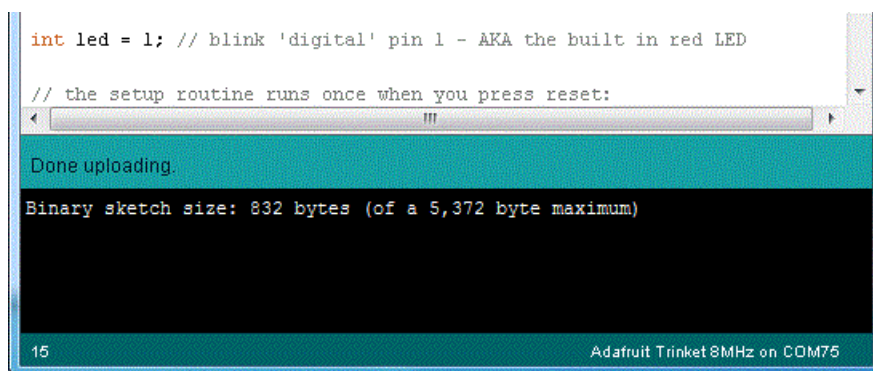 int led = 1; // blink 'digital' pin 1 - AKA the built in red LED
// the setup routine runs once when you press reset:
Done uploading.
Binary sketch size: 832 bytes (of a 5,372 byte maximum)
15 Adafruit Trinket 8MHz on COM75